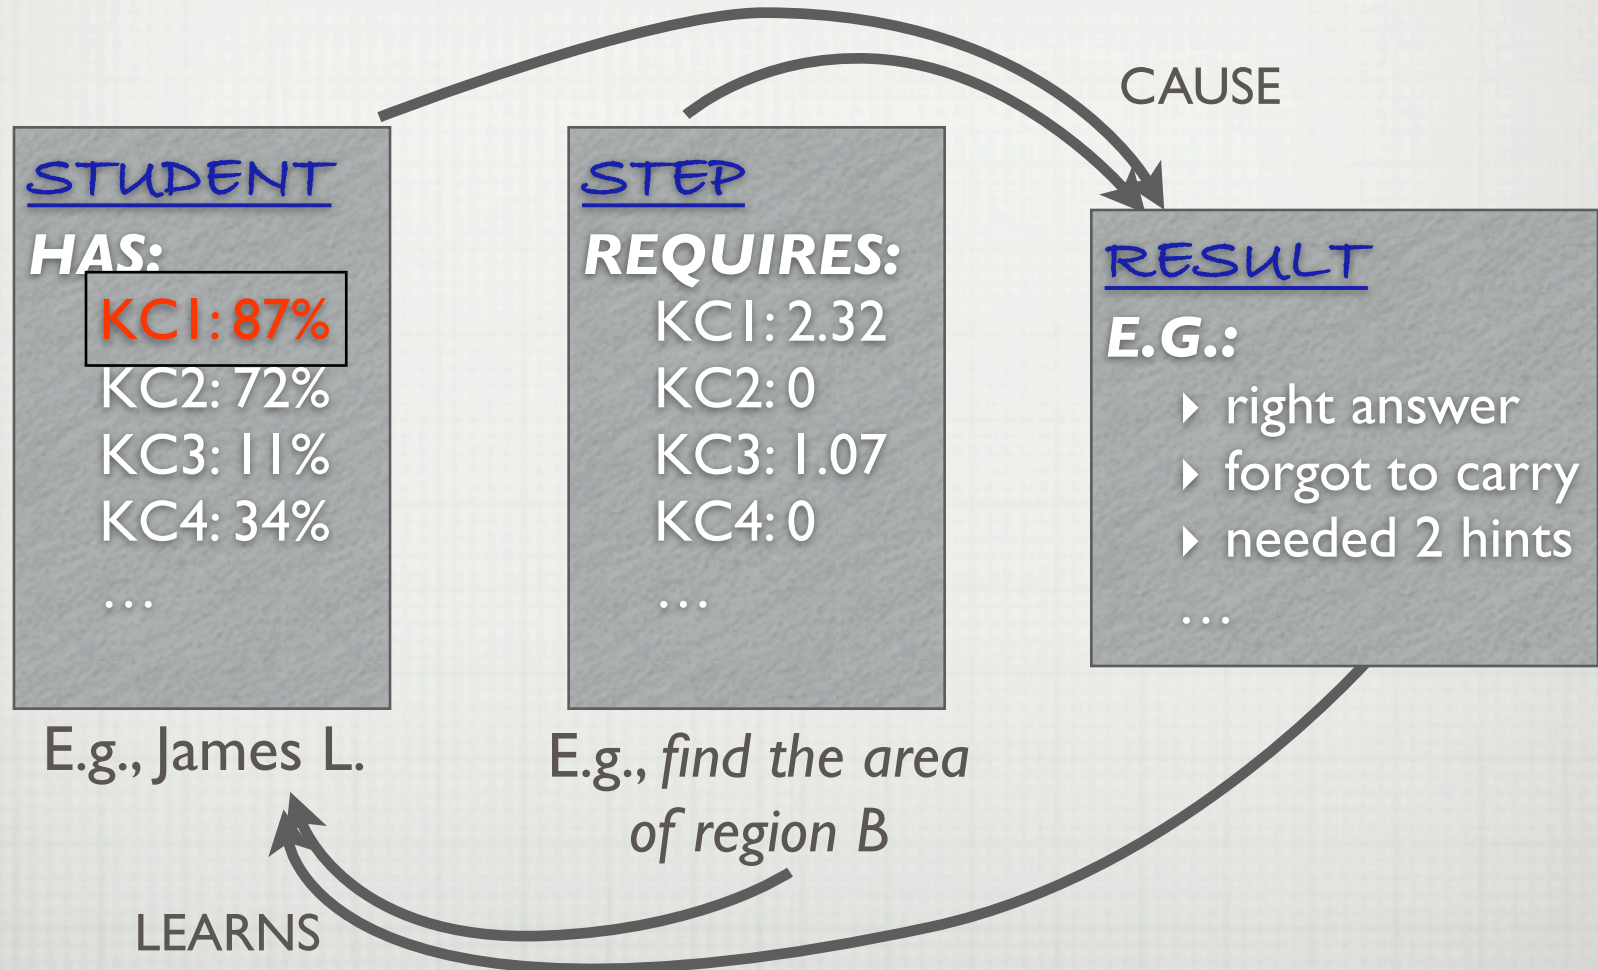 CAUSE
STUDENT
HAS:
KC1: 87%
KC2: 72%
KC3: 11%
KC4: 34%
…
E.g., James L.
STEP
REQUIRES:
KC1: 2.32
KC2: 0
KC3: 1.07
KC4: 0
…
E.g., find the area
of region B
RESULT
E.G.:
▸ right answer
▸ forgot to carry
▸ needed 2 hints
…
LEARNS